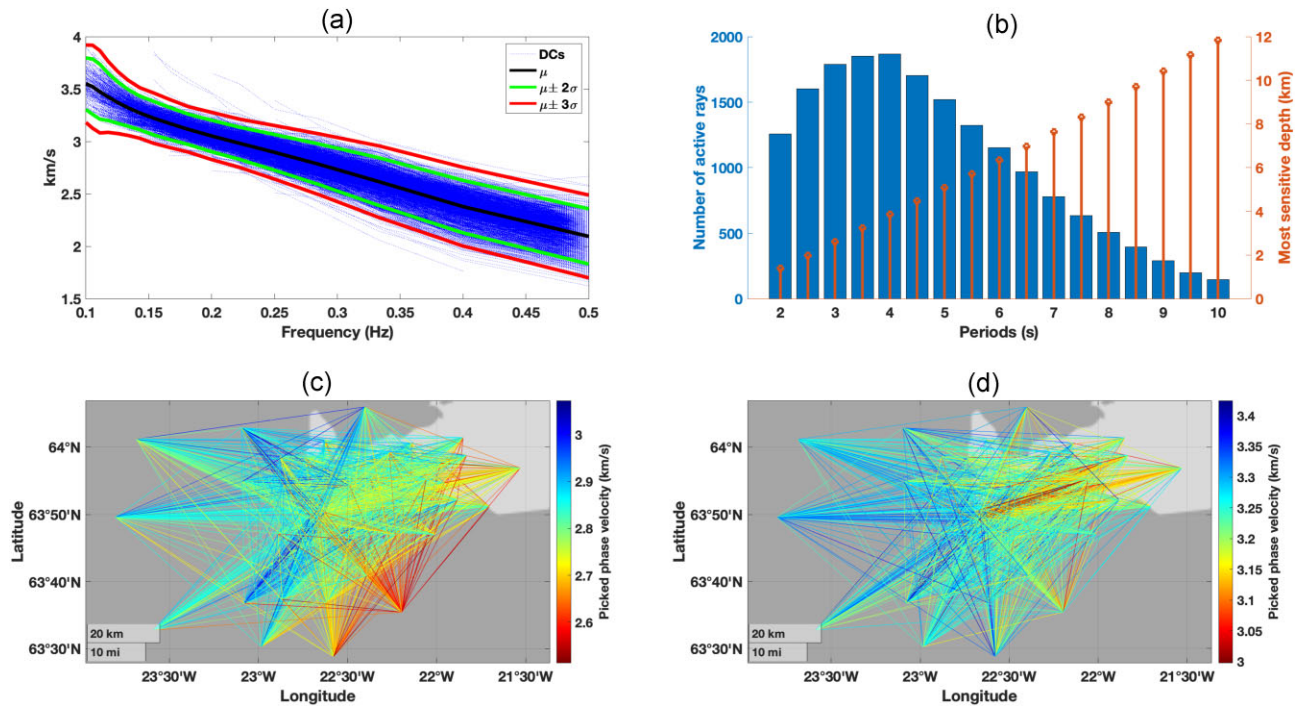 (a)
4
3.5
3
2.5
2
1.5
km/s
0.1
0.15
0.2
0.25
0.3
0.35
0.4
0.45
0.5
Frequency (Hz)
DCs
μ
μ± 2σ
μ± 3σ
(b)
2000
1500
1000
500
0
Number of active rays
12
10
8
6
4
2
0
Most sensitive depth (km)
2
3
4
5
6
7
8
9
10
Periods (s)
(c)
64°N
63°50'N
63°40'N
63°30'N
Latitude
20 km
10 mi
23°30'W
23°W
22°30'W
22°W
21°30'W
Longitude
3
2.9
2.8
2.7
2.6
Picked phase velocity (km/s)
(d)
64°N
63°50'N
63°40'N
63°30'N
Latitude
20 km
10 mi
23°30'W
23°W
22°30'W
22°W
21°30'W
Longitude
3.4
3.35
3.3
3.25
3.2
3.15
3.1
3.05
3
Picked phase velocity (km/s)